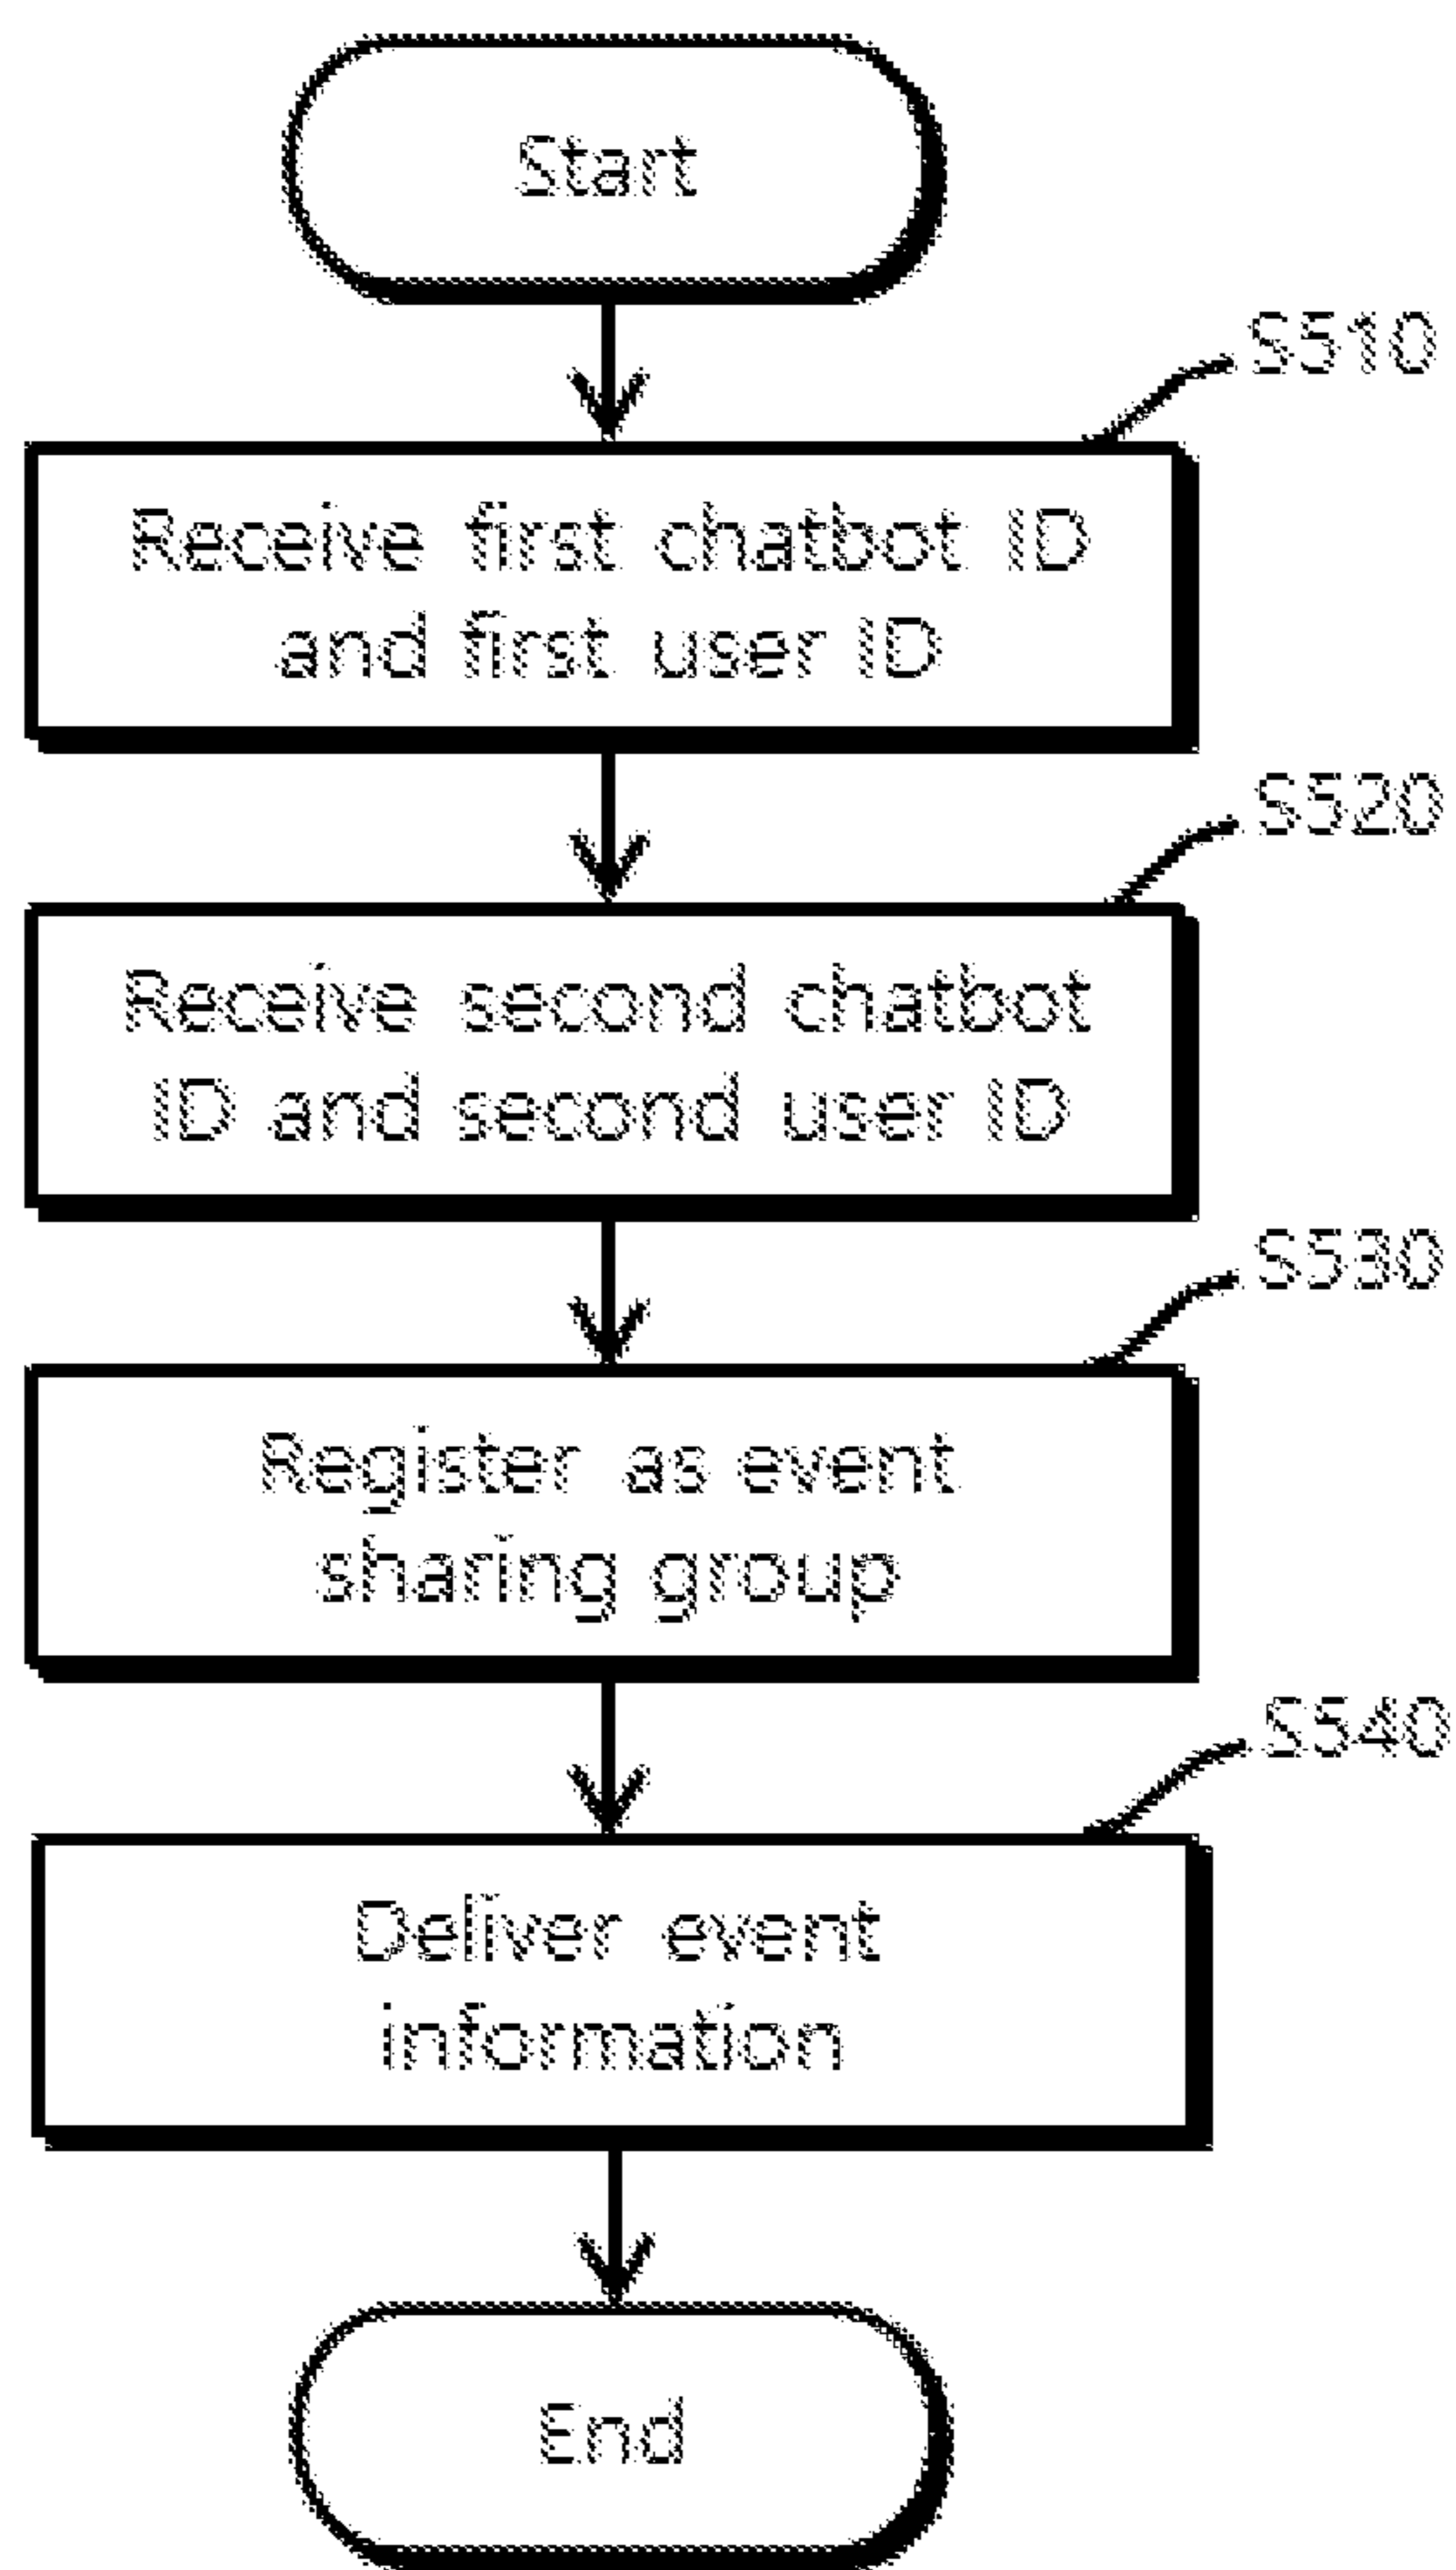 Start
S510
Receive first chatbot ID
and first user ID
S520
Receive second chatbot
ID and second user ID
S530
Register as event
sharing group
S540
Deliver event
information
End